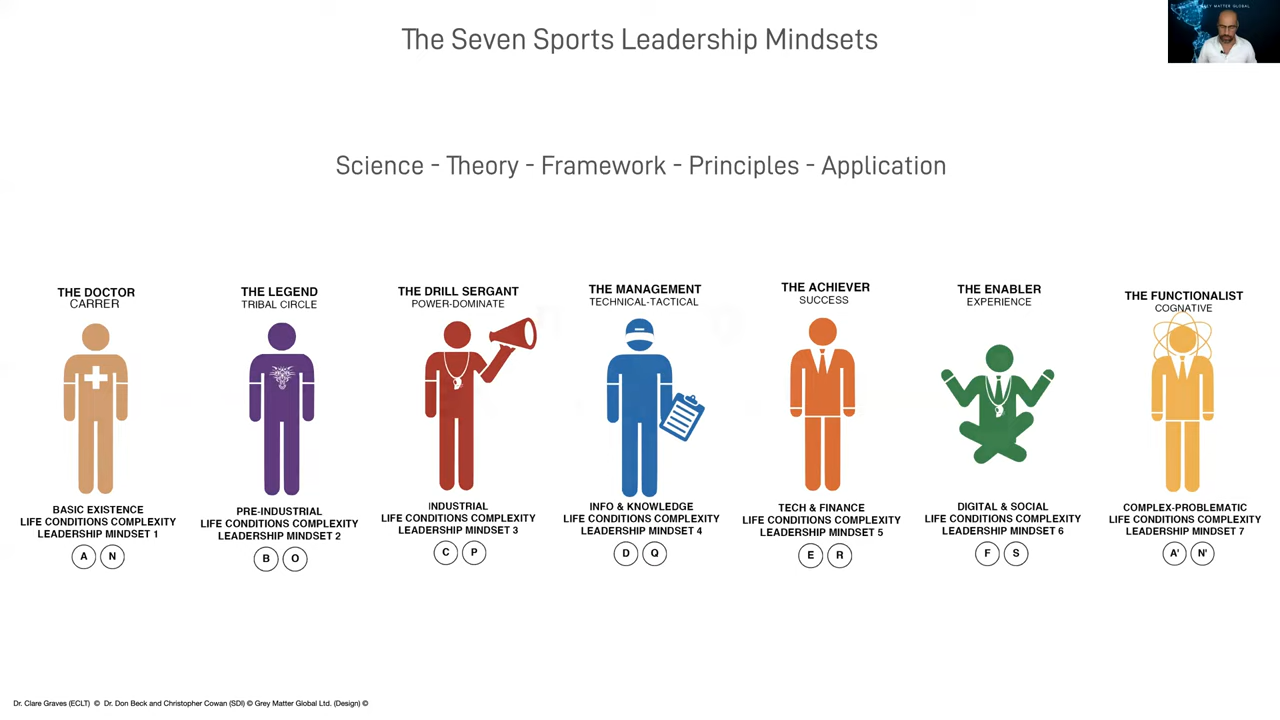 The Seven Sports Leadership Mindsets
GREY MATTER GLOBAL
Science - Theory - Framework - Principles - Application
THE DOCTOR
CARRER
THE LEGEND
TRIBAL CIRCLE
THE DRILL SERGANT
POWER-DOMINATE
THE MANAGEMENT
TECHNICAL-TACTICAL
THE ACHIEVER
SUCCESS
THE ENABLER
EXPERIENCE
THE FUNCTIONALIST
COGNATIVE
BASIC EXISTENCE
LIFE CONDITIONS COMPLEXITY
LEADERSHIP MINDSET 1
A N
PRE-INDUSTRIAL
LIFE CONDITIONS COMPLEXITY
LEADERSHIP MINDSET 2
B O
INDUSTRIAL
LIFE CONDITIONS COMPLEXITY
LEADERSHIP MINDSET 3
C P
INFO & KNOWLEDGE
LIFE CONDITIONS COMPLEXITY
LEADERSHIP MINDSET 4
D Q
TECH & FINANCE
LIFE CONDITIONS COMPLEXITY
LEADERSHIP MINDSET 5
E R
DIGITAL & SOCIAL
LIFE CONDITIONS COMPLEXITY
LEADERSHIP MINDSET 6
F S
COMPLEX-PROBLEMATIC
LIFE CONDITIONS COMPLEXITY
LEADERSHIP MINDSET 7
A' N'
Dr. Clare Graves (ECLT) © Dr. Don Beck and Christopher Cowan (SDI) © Grey Matter Global Ltd. (Design) ©